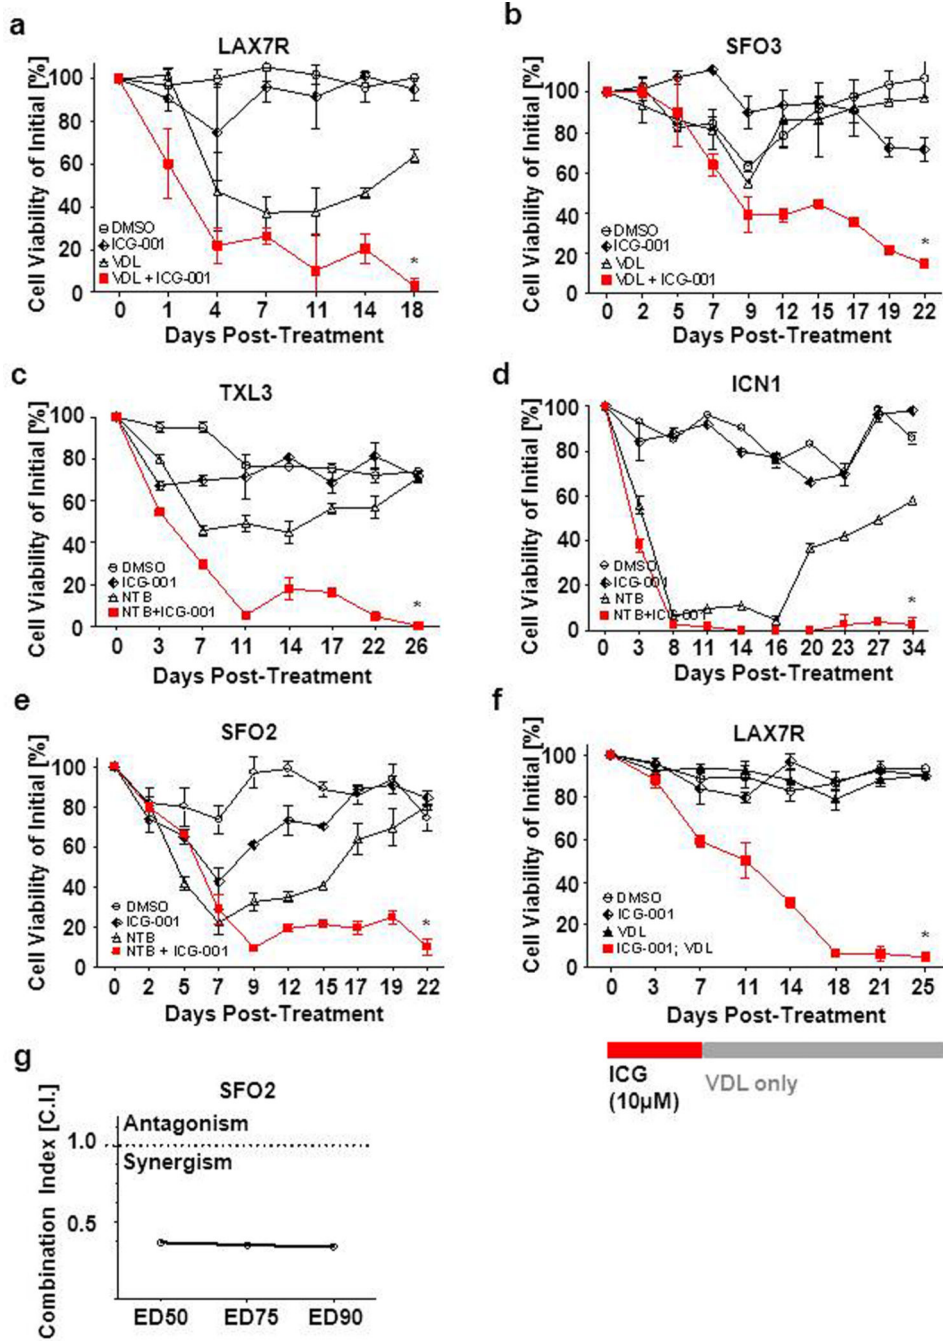 a
LAX7R
Cell Viability of Initial [%]
100
80
60
40
20
0
DMSO
ICG-001
VDL
VDL + ICG-001
*
0 1 4 7 11 14 18
Days Post-Treatment
b
SFO3
Cell Viability of Initial [%]
100
80
60
40
20
0
DMSO
ICG-001
VDL
VDL + ICG-001
*
0 2 5 7 9 12 15 17 19 22
Days Post-Treatment
c
TXL3
Cell Viability of Initial [%]
100
80
60
40
20
0
DMSO
ICG-001
NTB
NTB+ICG-001
*
0 3 7 11 14 17 22 26
Days Post-Treatment
d
ICN1
Cell Viability of Initial [%]
100
80
60
40
20
0
DMSO
ICG-001
NTB
NTB+ICG-001
*
0 3 8 11 14 16 20 23 27 34
Days Post-Treatment
e
SFO2
Cell Viability of Initial [%]
100
80
60
40
20
0
DMSO
ICG-001
NTB
NTB + ICG-001
*
0 2 5 7 9 12 15 17 19 22
Days Post-Treatment
f
LAX7R
Cell Viability of Initial [%]
100
80
60
40
20
0
DMSO
ICG-001
VDL
ICG-001; VDL
*
0 3 7 11 14 18 21 25
Days Post-Treatment
ICG
(10µM)
VDL only
g
SFO2
Combination Index [C.I.]
Antagonism
1.0
Synergism
0.5
ED50 ED75 ED90